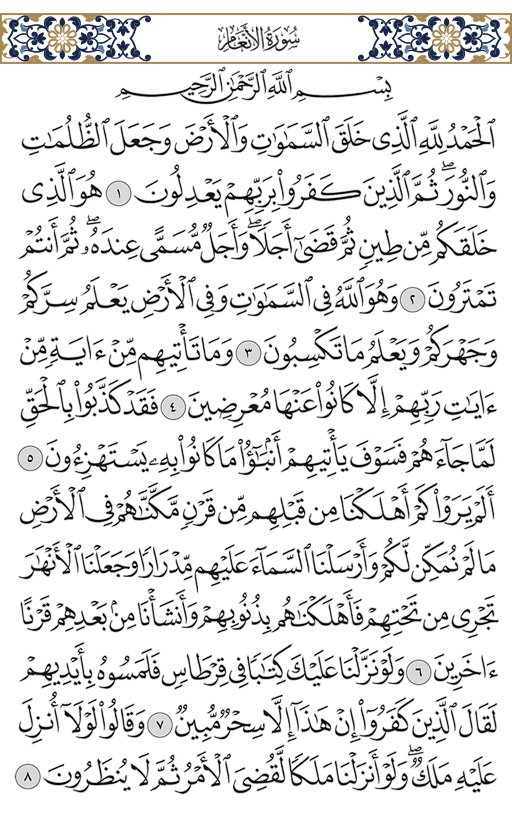 سُورَةُ الأَنْعَامِ
بِسْمِ ٱللَّهِ ٱلرَّحْمَٰنِ ٱلرَّحِيمِ
ٱلْحَمْدُ لِلَّهِ ٱلَّذِى خَلَقَ ٱلسَّمَٰوَٰتِ وَٱلْأَرْضَ وَجَعَلَ ٱلظُّلُمَٰتِ
وَٱلنُّورَ ۖ ثُمَّ ٱلَّذِينَ كَفَرُوا۟ بِرَبِّهِمْ يَعْدِلُونَ ١ هُوَ ٱلَّذِى
خَلَقَكُم مِّن طِينٍ ثُمَّ قَضَىٰٓ أَجَلًا ۖ وَأَجَلٌ مُّسَمًّى عِندَهُۥ ۖ ثُمَّ أَنتُمْ
تَمْتَرُونَ ٢ وَهُوَ ٱللَّهُ فِى ٱلسَّمَٰوَٰتِ وَفِى ٱلْأَرْضِ يَعْلَمُ سِرَّكُمْ
وَجَهْرَكُمْ وَيَعْلَمُ مَا تَكْسِبُونَ ٣ وَمَا تَأْتِيهِم مِّنْ ءَايَةٍ مِّنْ
ءَايَٰتِ رَبِّهِمْ إِلَّا كَانُوا۟ عَنْهَا مُعْرِضِينَ ٤ فَقَدْ كَذَّبُوا۟ بِٱلْحَقِّ
لَمَّا جَآءَهُمْ فَسَوْفَ يَأْتِيهِمْ أَنۢبَٰٓؤُا۟ مَا كَانُوا۟ بِهِۦ يَسْتَهْزِءُونَ ٥
أَلَمْ يَرَوْا۟ كَمْ أَهْلَكْنَا مِن قَبْلِهِم مِّن قَرْنٍ مَّكَّنَّٰهُمْ فِى ٱلْأَرْضِ
مَا لَمْ نُمَكِّن لَّكُمْ وَأَرْسَلْنَا ٱلسَّمَآءَ عَلَيْهِم مِّدْرَارًا وَجَعَلْنَا ٱلْأَنْهَٰرَ
تَجْرِى مِن تَحْتِهِمْ فَأَهْلَكْنَٰهُم بِذُنُوبِهِمْ وَأَنشَأْنَا مِنۢ بَعْدِهِمْ قَرْنًا
ءَاخَرِينَ ٦ وَلَوْ نَزَّلْنَا عَلَيْكَ كِتَٰبًا فِى قِرْطَاسٍ فَلَمَسُوهُ بِأَيْدِيهِمْ
لَقَالَ ٱلَّذِينَ كَفَرُوٓا۟ إِنْ هَٰذَآ إِلَّا سِحْرٌ مُّبِينٌ ٧ وَقَالُوا۟ لَوْلَآ أُنزِلَ
عَلَيْهِ مَلَكٌ ۖ وَلَوْ أَنزَلْنَا مَلَكًا لَّقُضِىَ ٱلْأَمْرُ ثُمَّ لَا يُنظَرُونَ ٨